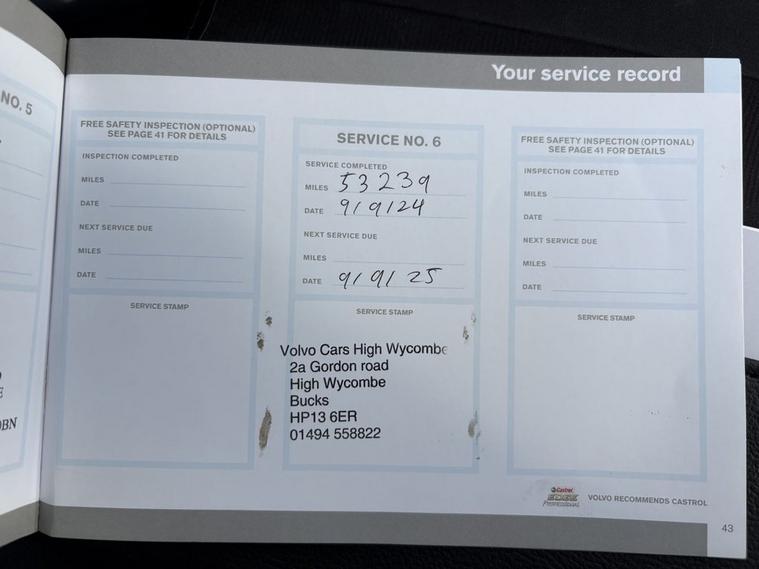 Your service record
NO. 5
FREE SAFETY INSPECTION (OPTIONAL)
SEE PAGE 41 FOR DETAILS
INSPECTION COMPLETED
MILES
DATE
NEXT SERVICE DUE
MILES
DATE
SERVICE STAMP
SERVICE NO. 6
SERVICE COMPLETED
MILES 53239
DATE 9/9/24
NEXT SERVICE DUE
MILES
DATE 9/9/25
SERVICE STAMP
Volvo Cars High Wycombe
2a Gordon road
High Wycombe
Bucks
HP13 6ER
01494 558822
FREE SAFETY INSPECTION (OPTIONAL)
SEE PAGE 41 FOR DETAILS
INSPECTION COMPLETED
MILES
DATE
NEXT SERVICE DUE
MILES
DATE
SERVICE STAMP
Castrol
EDGE
PROFESSIONAL
VOLVO RECOMMENDS CASTROL
43